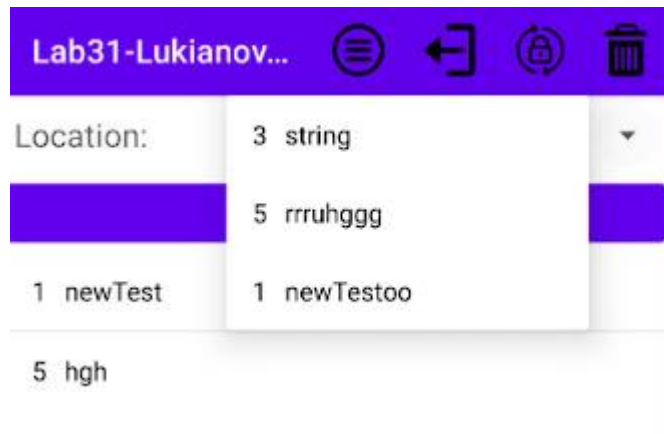 Lab31-Lukianov...
Location:
3 string
5 rrruhggg
1 newTestoo
1 newTest
5 hgh